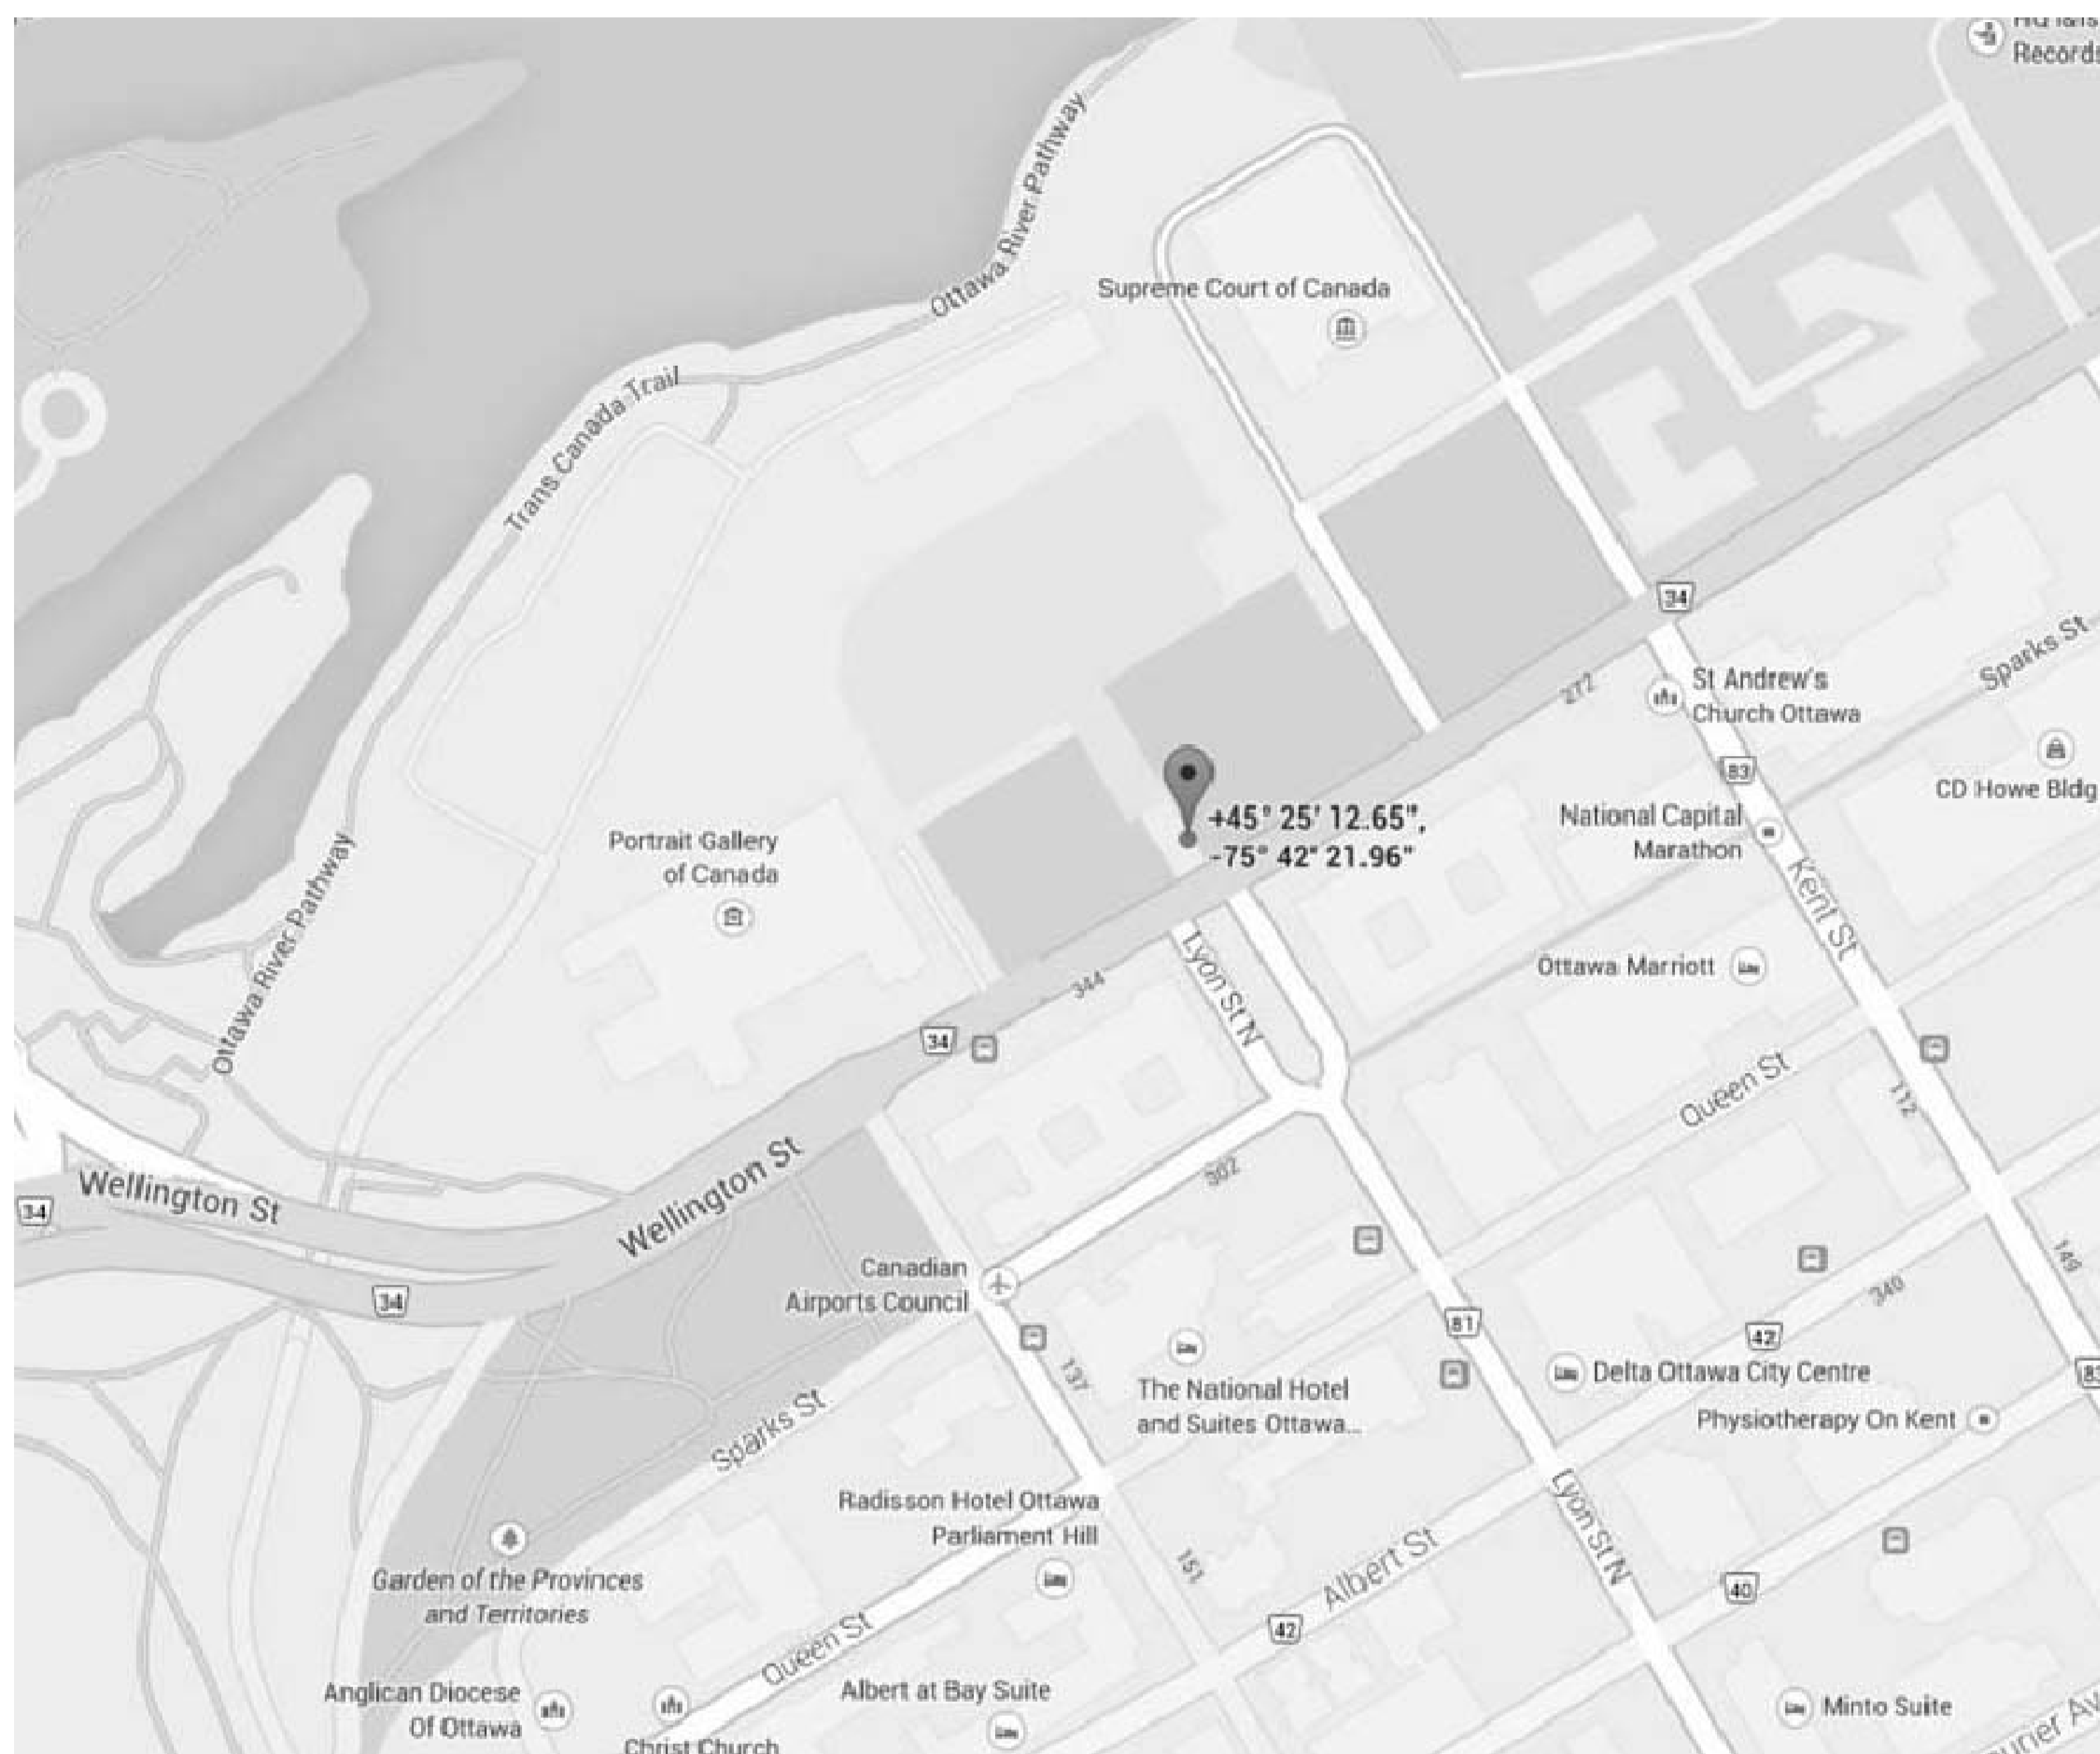 Records
Ottawa River Pathway
Supreme Court of Canada
Trans Canada Trail
34
272
St Andrew's
Church Ottawa
Sparks St
83
CD Howe Bldg
+45° 25' 12.65",
-75° 42" 21.96"
National Capital
Marathon
Portrait Gallery
of Canada
Kent St
Ottawa River Pathway
Lyon St N
Ottawa Marriott
344
34
Queen St
112
Wellington St
Wellington St
302
34
34
Canadian
Airports Council
149
340
81
42
137
The National Hotel
and Suites Ottawa...
Delta Ottawa City Centre
83
Physiotherapy On Kent
Sparks St
Radisson Hotel Ottawa
Parliament Hill
Lyon St N
151
Albert St
Garden of the Provinces
and Territories
40
42
Queen St
Anglican Diocese
Of Ottawa
Albert at Bay Suite
Minto Suite
Christ Church